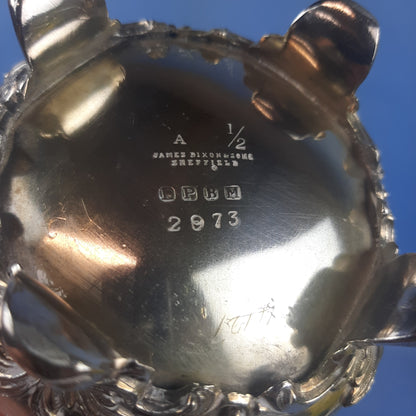 A ½
JAMES DIXON & SONS
SHEFFIELD
E P B M
2973